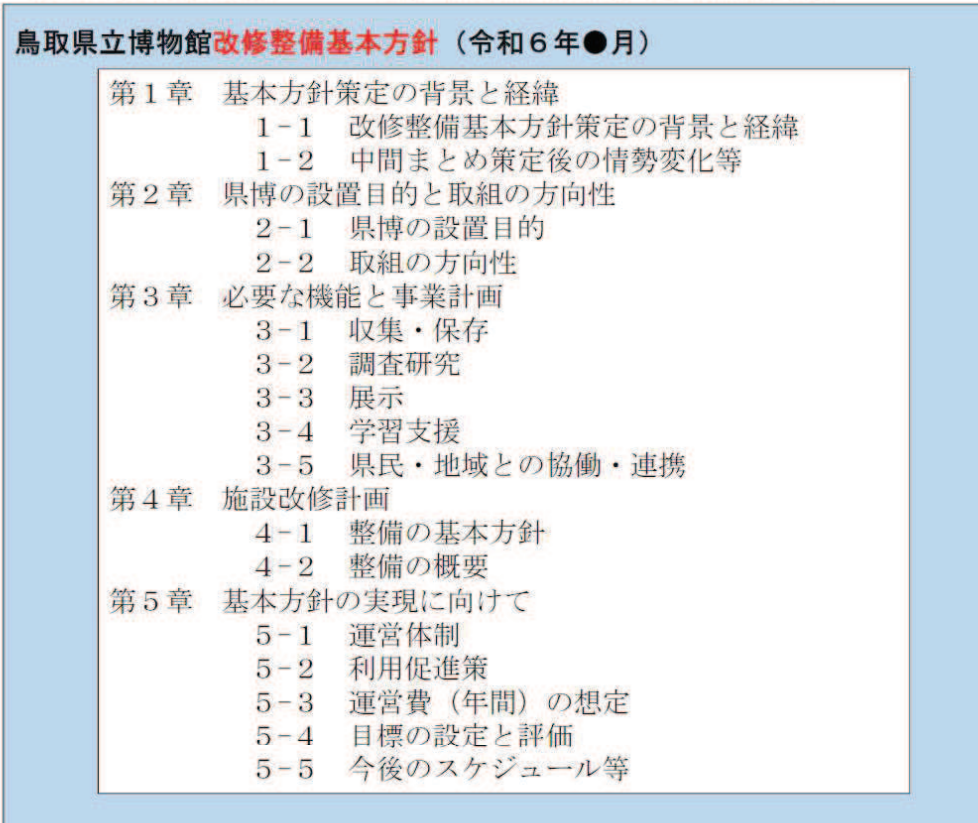 鳥取県立博物館改修整備基本方針（令和６年●月）
第１章　基本方針策定の背景と経緯
１-１　改修整備基本方針策定の背景と経緯
１-２　中間まとめ策定後の情勢変化等
第２章　県博の設置目的と取組の方向性
２-１　県博の設置目的
２-２　取組の方向性
第３章　必要な機能と事業計画
３-１　収集・保存
３-２　調査研究
３-３　展示
３-４　学習支援
３-５　県民・地域との協働・連携
第４章　施設改修計画
４-１　整備の基本方針
４-２　整備の概要
第５章　基本方針の実現に向けて
５-１　運営体制
５-２　利用促進策
５-３　運営費（年間）の想定
５-４　目標の設定と評価
５-５　今後のスケジュール等